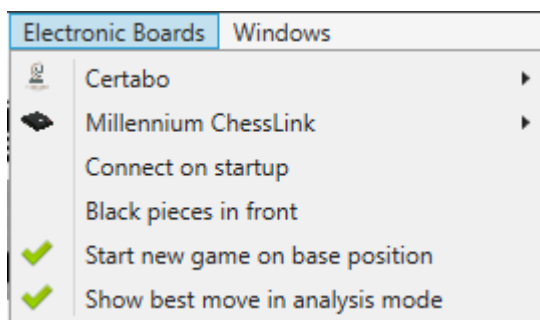 Electronic Boards Windows
Certabo
Millennium ChessLink
Connect on startup
Black pieces in front
Start new game on base position
Show best move in analysis mode